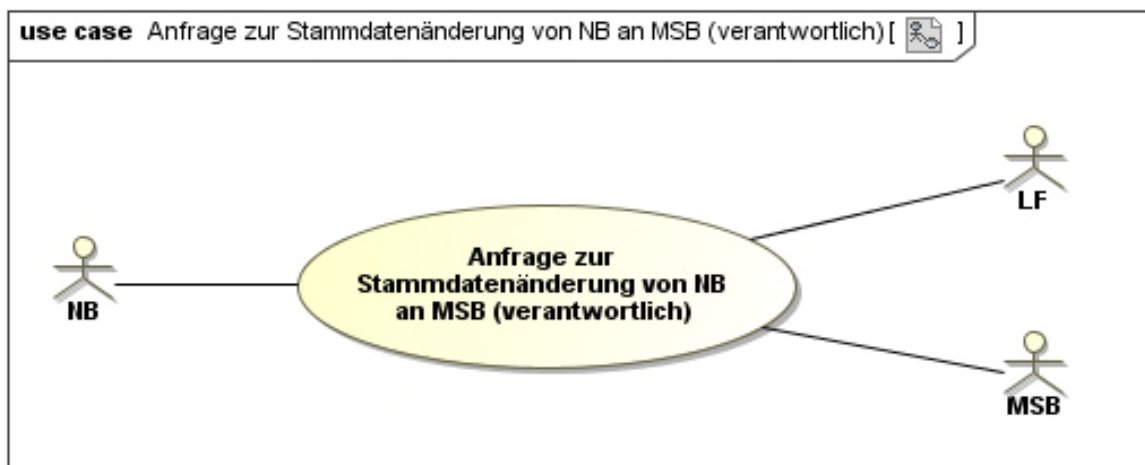 use case Anfrage zur Stammdatenänderung von NB an MSB (verantwortlich) [ ]
LF
Anfrage zur
Stammdatenänderung von NB
an MSB (verantwortlich)
NB
MSB